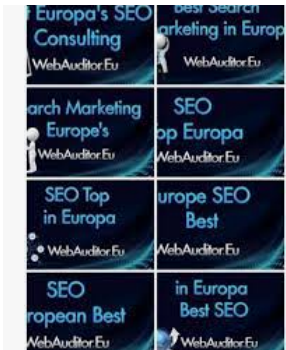 t Europa's SEO
Consulting
WebAuditor.Eu
Best Search
arketing in Europ
WebAuditor.Eu
arch Marketing
Europe's
WebAuditor.Eu
SEO
op Europa
WebAuditor.Eu
SEO Top
in Europa
WebAuditor.Eu
urope SEO
Best
WebAuditor.Eu
SEO
ropean Best
WebAuditor.Eu
in Europa
Best SEO
WebAuditor.Eu